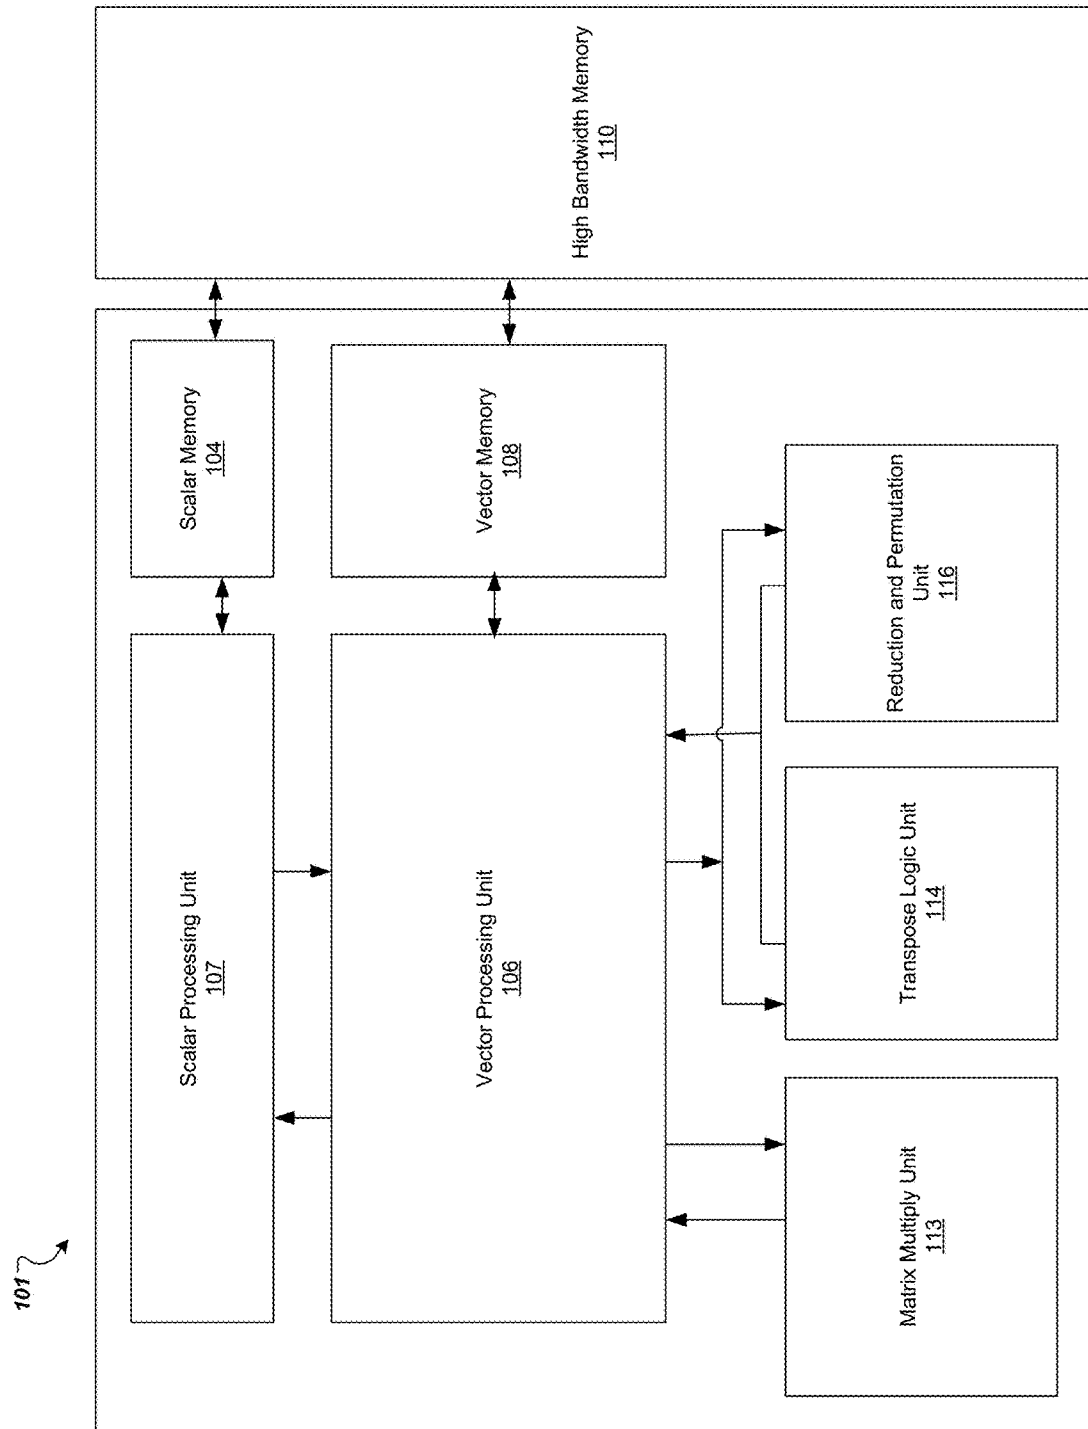 101
Scalar Processing Unit
107
Scalar Memory
104
Vector Processing Unit
106
Vector Memory
108
High Bandwidth Memory
110
Matrix Multiply Unit
113
Transpose Logic Unit
114
Reduction and Permutation
Unit
116